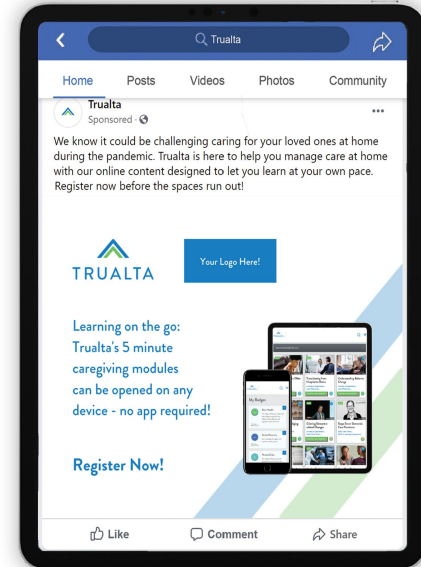 Trualta
Home Posts Videos Photos Community
Trualta
Sponsored ·
We know it could be challenging caring for your loved ones at home
during the pandemic. Trualta is here to help you manage care at home
with our online content designed to let you learn at your own pace.
Register now before the spaces run out!
TRUALTA
Your Logo Here!
Learning on the go:
Trualta's 5 minute
caregiving modules
can be opened on any
device - no app required!
Register Now!
My Badges
Like Comment Share